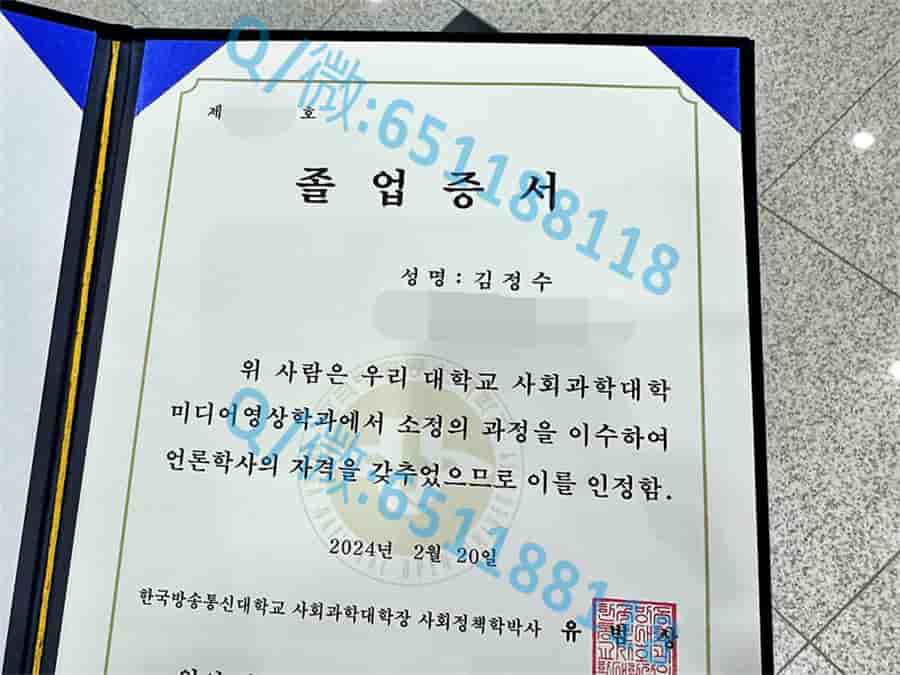 제 호
졸업증서
성명 : 김정수
위 사람은 우리 대학교 사회과학대학
미디어영상학과에서 소정의 과정을 이수하여
언론학사의 자격을 갖추었으므로 이를 인정함.
2024년 2월 20일
한국방송통신대학교 사회과학대학장 사회정책학박사 유 범 상
Q/微:651188118
Q/微:651188118